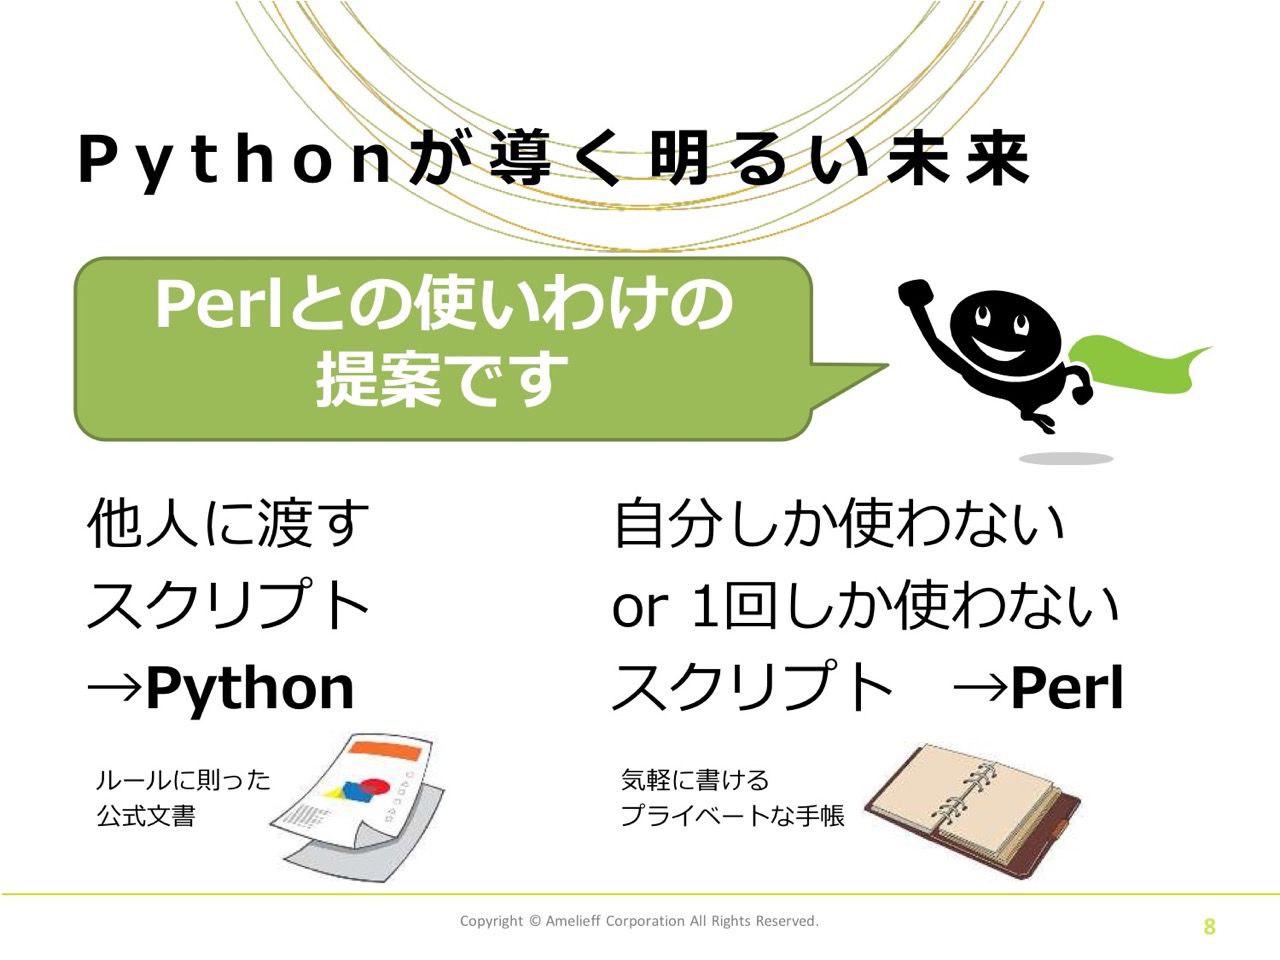 Pythonが導く明るい未来
Perlとの使いわけの
提案です
他人に渡す
スクリプト
→Python
ルールに則った
公式文書
自分しか使わない
or 1回しか使わない
スクリプト　→Perl
気軽に書ける
プライベートな手帳
Copyright © Amelieff Corporation All Rights Reserved.
8